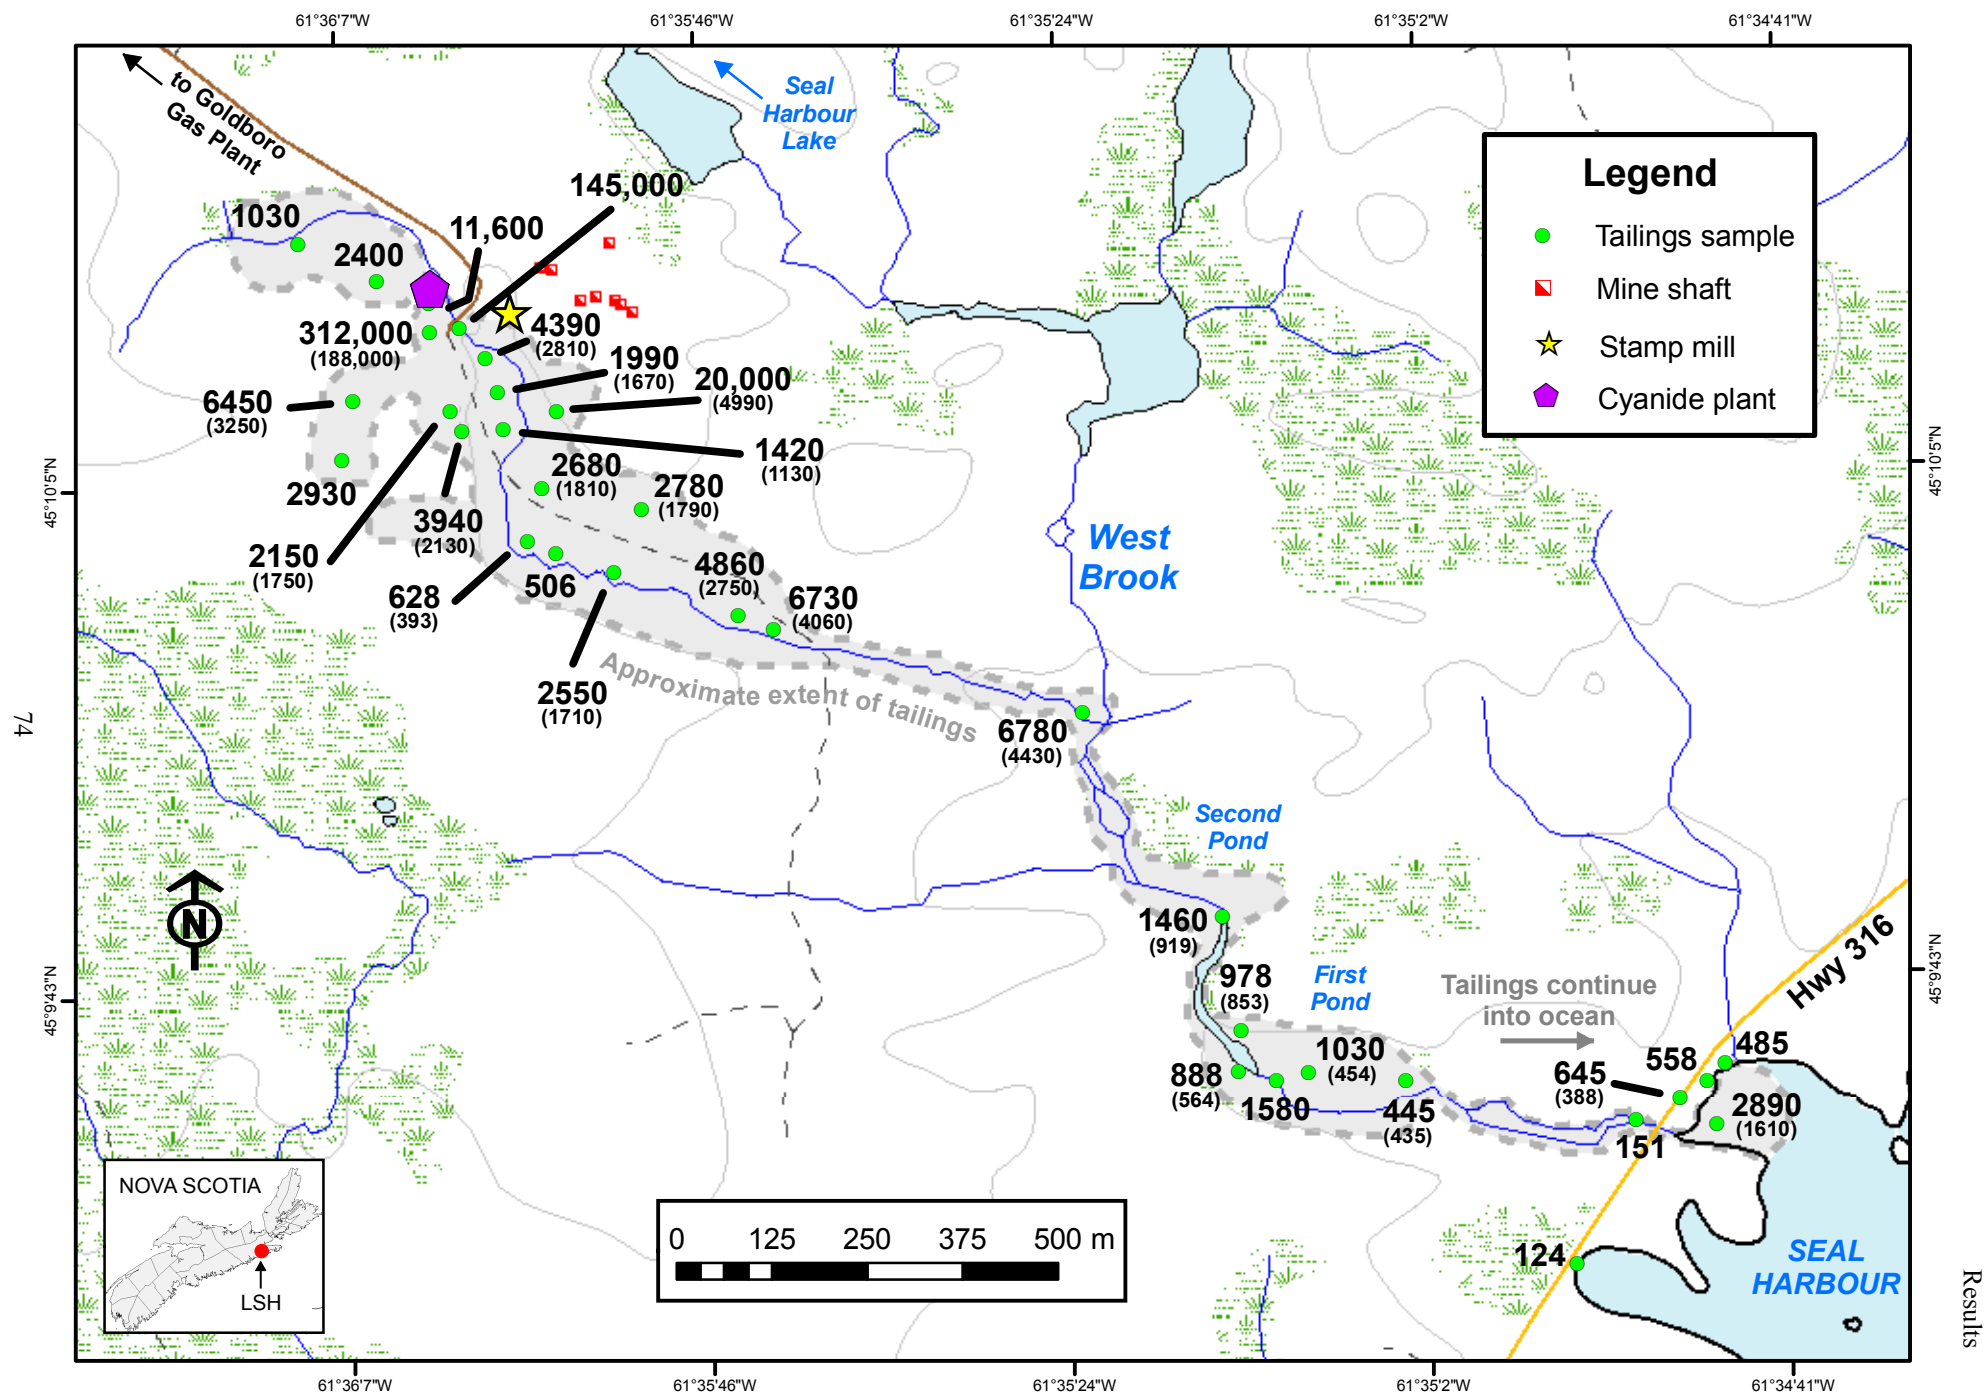 61°36'7"W
61°35'46"W
61°35'24"W
61°35'2"W
61°34'41"W
to Goldboro
Gas Plant
Seal
Harbour
Lake
Legend
Tailings sample
Mine shaft
Stamp mill
Cyanide plant
145,000
11,600
1030
2400
312,000
(188,000)
4390
(2810)
1990
(1670)
20,000
(4990)
6450
(3250)
1420
(1130)
2930
2680
(1810)
2780
(1790)
3940
(2130)
2150
(1750)
628
(393)
506
4860
(2750)
6730
(4060)
2550
(1710)
Approximate extent of tailings
West
Brook
6780
(4430)
45°10'5"N
45°10'5"N
74
Second
Pond
1460
(919)
978
(853)
First
Pond
Tailings continue
into ocean
Hwy 316
45°9'43"N
45°9'43"N
N
888
(564)
1580
1030
(454)
445
(435)
645
(388)
558
485
2890
(1610)
151
124
SEAL
HARBOUR
NOVA SCOTIA
LSH
0 125 250 375 500 m
Results
61°36'7"W
61°35'46"W
61°35'24"W
61°35'2"W
61°34'41"W